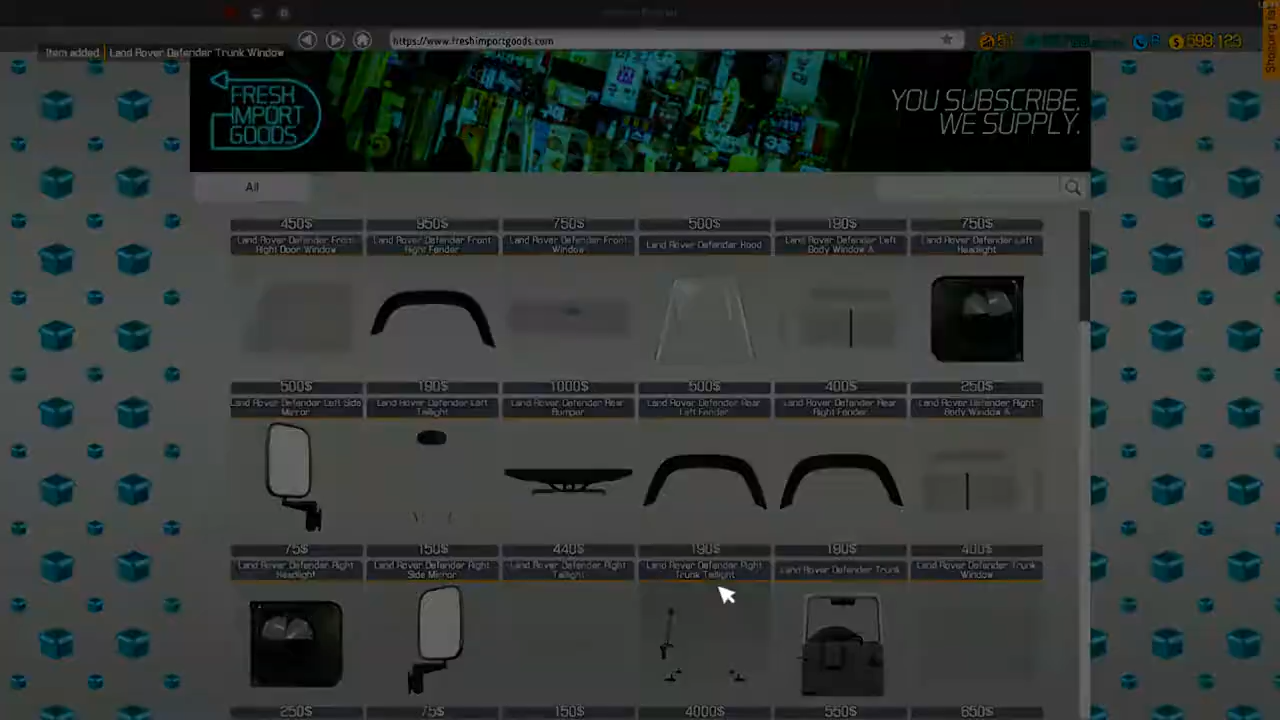 Item added | Land Rover Defender Trunk Window
https://www.freshimportgoods.com
599,123
Shopping list
FRESH
IMPORT
GOODS
YOU SUBSCRIBE.
WE SUPPLY.
All
450$ 950$ 750$ 500$ 190$ 750$
Land Rover Defender Front Right Door Window
Land Rover Defender Front Right Fender
Land Rover Defender Front Window
Land Rover Defender Hood
Land Rover Defender Left Body Window A
Land Rover Defender Left Headlight
500$ 190$ 1000$ 500$ 400$ 250$
Land Rover Defender Left Side Mirror
Land Rover Defender Left Taillight
Land Rover Defender Rear Bumper
Land Rover Defender Rear Left Fender
Land Rover Defender Rear Right Fender
Land Rover Defender Right Body Window A
75$ 150$ 440$ 190$ 190$ 400$
Land Rover Defender Right Headlight
Land Rover Defender Right Side Mirror
Land Rover Defender Right Taillight
Land Rover Defender Right Trunk Taillight
Land Rover Defender Trunk
Land Rover Defender Trunk Window
250$ 75$ 150$ 4000$ 550$ 650$